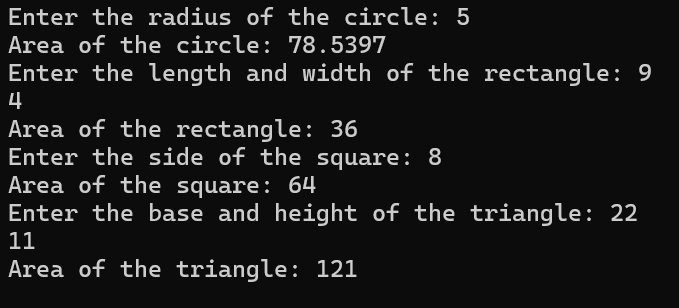 Enter the radius of the circle: 5
Area of the circle: 78.5397
Enter the length and width of the rectangle: 9
4
Area of the rectangle: 36
Enter the side of the square: 8
Area of the square: 64
Enter the base and height of the triangle: 22
11
Area of the triangle: 121